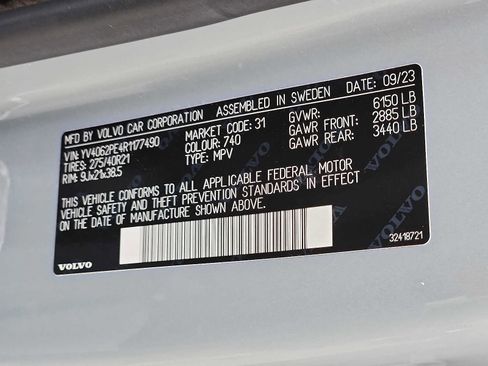 MFD BY VOLVO CAR CORPORATION ASSEMBLED IN SWEDEN DATE: 09/23
VIN: YV4062PE4R1177490 MARKET CODE: 31 GVWR: 6150 LB
TIRES: 275/40R21 COLOUR: 740 GAWR FRONT: 2885 LB
RIM: 9Jx21x38.5 TYPE: MPV GAWR REAR: 3440 LB
THIS VEHICLE CONFORMS TO ALL APPLICABLE FEDERAL MOTOR
VEHICLE SAFETY AND THEFT PREVENTION STANDARDS IN EFFECT
ON THE DATE OF MANUFACTURE SHOWN ABOVE.
VOLVO 32418721